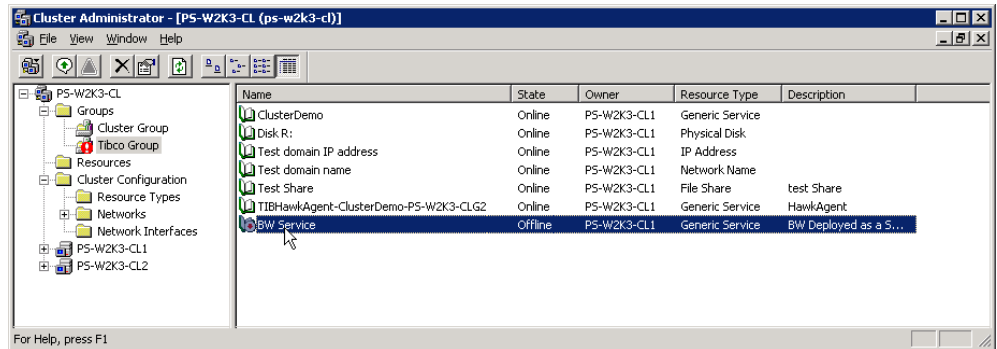 Cluster Administrator - [PS-W2K3-CL (ps-w2k3-cl)]
File View Window Help
PS-W2K3-CL
Groups
Cluster Group
Tibco Group
Resources
Cluster Configuration
Resource Types
Networks
Network Interfaces
PS-W2K3-CL1
PS-W2K3-CL2
Name State Owner Resource Type Description
ClusterDemo Online PS-W2K3-CL1 Generic Service
Disk R: Online PS-W2K3-CL1 Physical Disk
Test domain IP address Online PS-W2K3-CL1 IP Address
Test domain name Online PS-W2K3-CL1 Network Name
Test Share Online PS-W2K3-CL1 File Share test Share
TIBHawkAgent-ClusterDemo-PS-W2K3-CLG2 Online PS-W2K3-CL1 Generic Service HawkAgent
BW Service Offline PS-W2K3-CL1 Generic Service BW Deployed as a S...
For Help, press F1